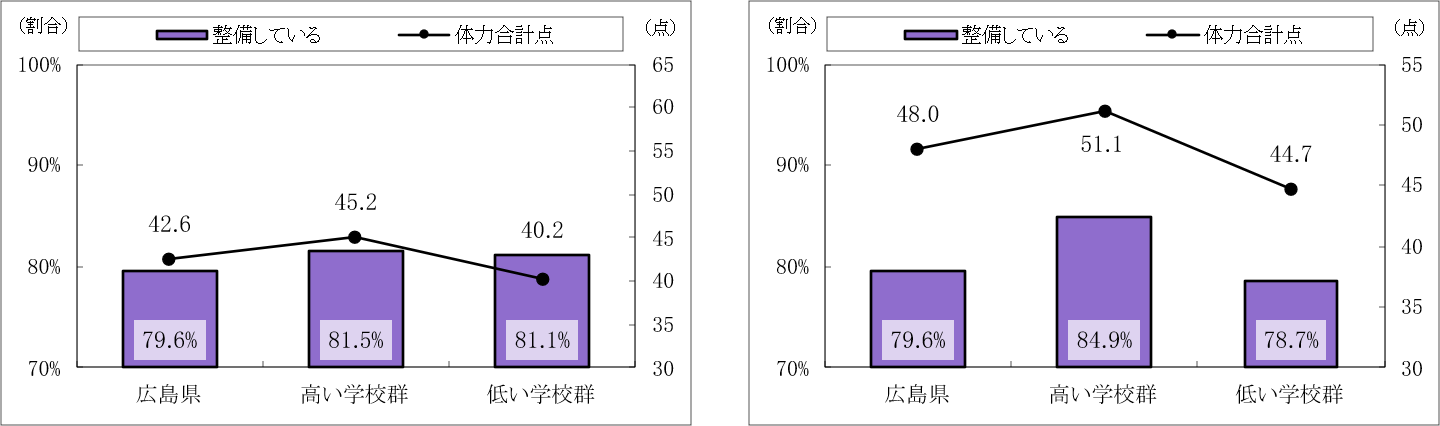 (割合)
整備している
体力合計点
(点)
100%
90%
80%
70%
65
60
55
50
45
40
35
30
42.6
45.2
40.2
79.6%
81.5%
81.1%
広島県
高い学校群
低い学校群
(割合)
整備している
体力合計点
(点)
100%
90%
80%
70%
55
50
45
40
35
30
48.0
51.1
44.7
79.6%
84.9%
78.7%
広島県
高い学校群
低い学校群